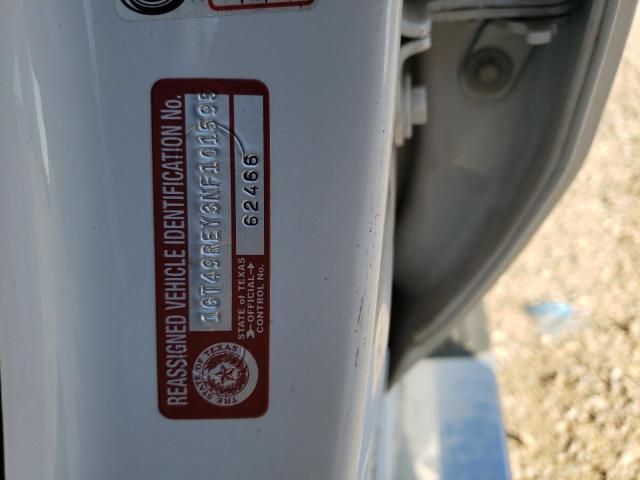 REASSIGNED VEHICLE IDENTIFICATION No.
1GT49REY3NF101595
STATE of TEXAS
OFFICIAL
CONTROL No.
62466
THE STATE OF TEXAS